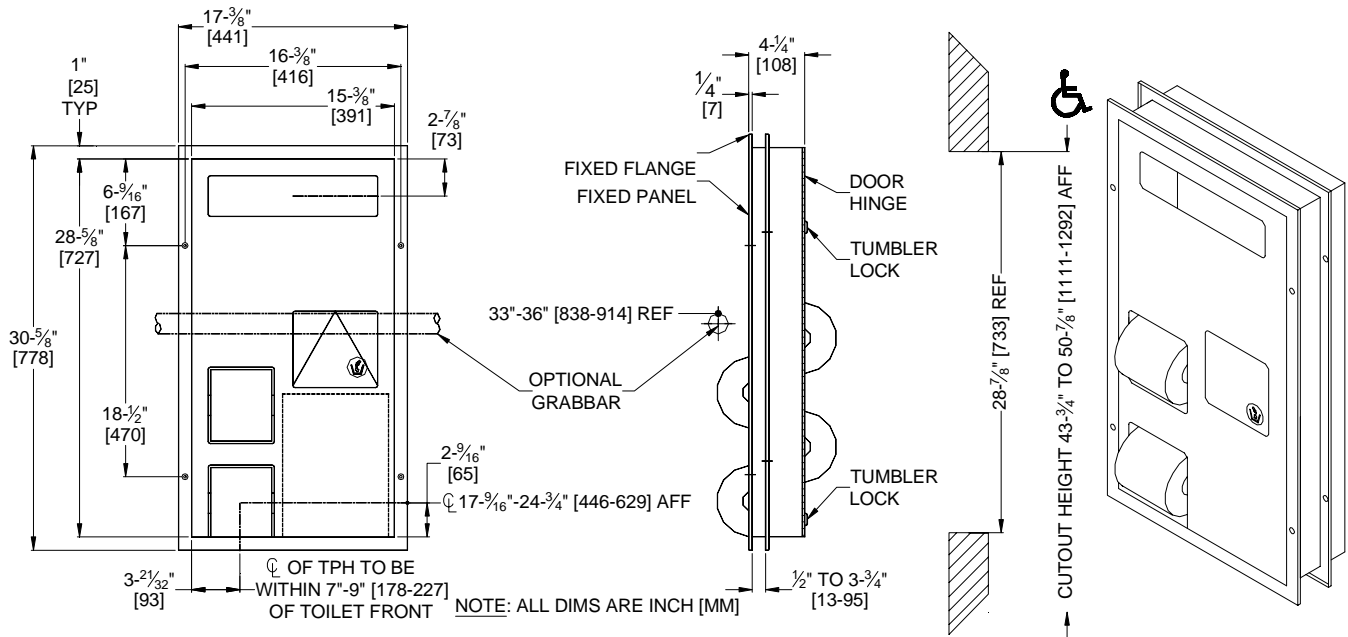 17-⅜"
[441]
16-⅜"
[416]
15-⅜"
[391]
1"
[25]
TYP
2-⅞"
[73]
6-9⁄16"
[167]
28-⅝"
[727]
30-⅝"
[778]
18-½"
[470]
2-9⁄16"
[65]
℄ 17-9⁄16"-24-¾" [446-629] AFF
3-21⁄32"
[93]
℄ OF TPH TO BE
WITHIN 7"-9" [178-227]
OF TOILET FRONT
NOTE: ALL DIMS ARE INCH [MM]
4-¼"
[108]
¼"
[7]
FIXED FLANGE
FIXED PANEL
DOOR
HINGE
TUMBLER
LOCK
33"-36" [838-914] REF
OPTIONAL
GRABBAR
TUMBLER
LOCK
½" TO 3-¾"
[13-95]
28-⅞" [733] REF
CUTOUT HEIGHT 43-¾" TO 50-⅞" [1111-1292] AFF